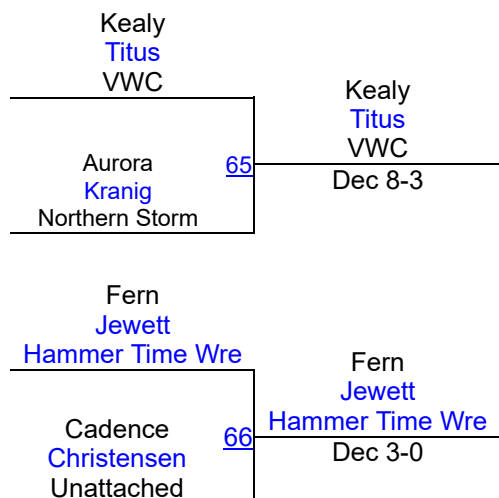 Kealy
Titus
VWC
Aurora
Kranig
Northern Storm
65
Kealy
Titus
VWC
Dec 8-3
Fern
Jewett
Hammer Time Wre
Cadence
Christensen
Unattached
66
Fern
Jewett
Hammer Time Wre
Dec 3-0